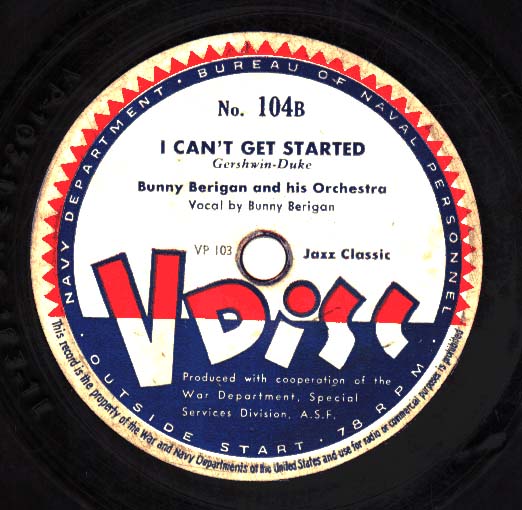 NAVY DEPARTMENT · BUREAU OF NAVAL PERSONNEL
No. 104B
I CAN'T GET STARTED
Gershwin-Duke
Bunny Berigan and his Orchestra
Vocal by Bunny Berigan
VP 103
Jazz Classic
V DiSC
Produced with cooperation of the
War Department, Special
Services Division, A.S.F.
· OUTSIDE START · 78 RPM ·
This record is the property of the War and Navy Departments of the United States and use for radio or commercial purposes is prohibited